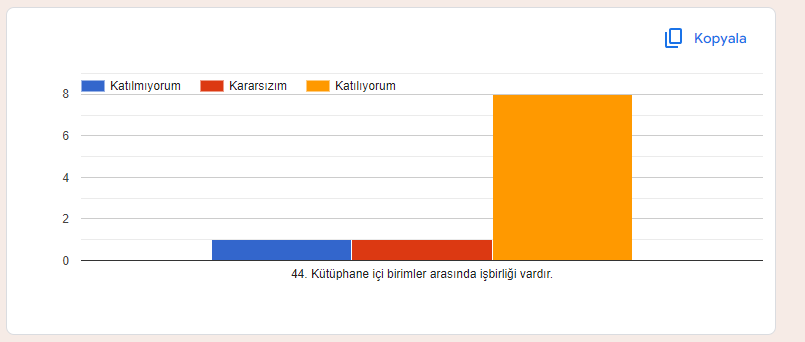 Kopyala
Katılmıyorum Kararsızım Katılıyorum
8
6
4
2
0
44. Kütüphane içi birimler arasında işbirliği vardır.